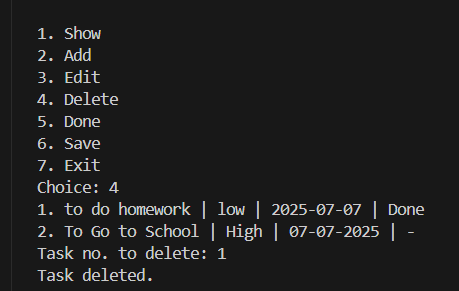 1. Show
2. Add
3. Edit
4. Delete
5. Done
6. Save
7. Exit
Choice: 4
1. to do homework | low | 2025-07-07 | Done
2. To Go to School | High | 07-07-2025 | -
Task no. to delete: 1
Task deleted.